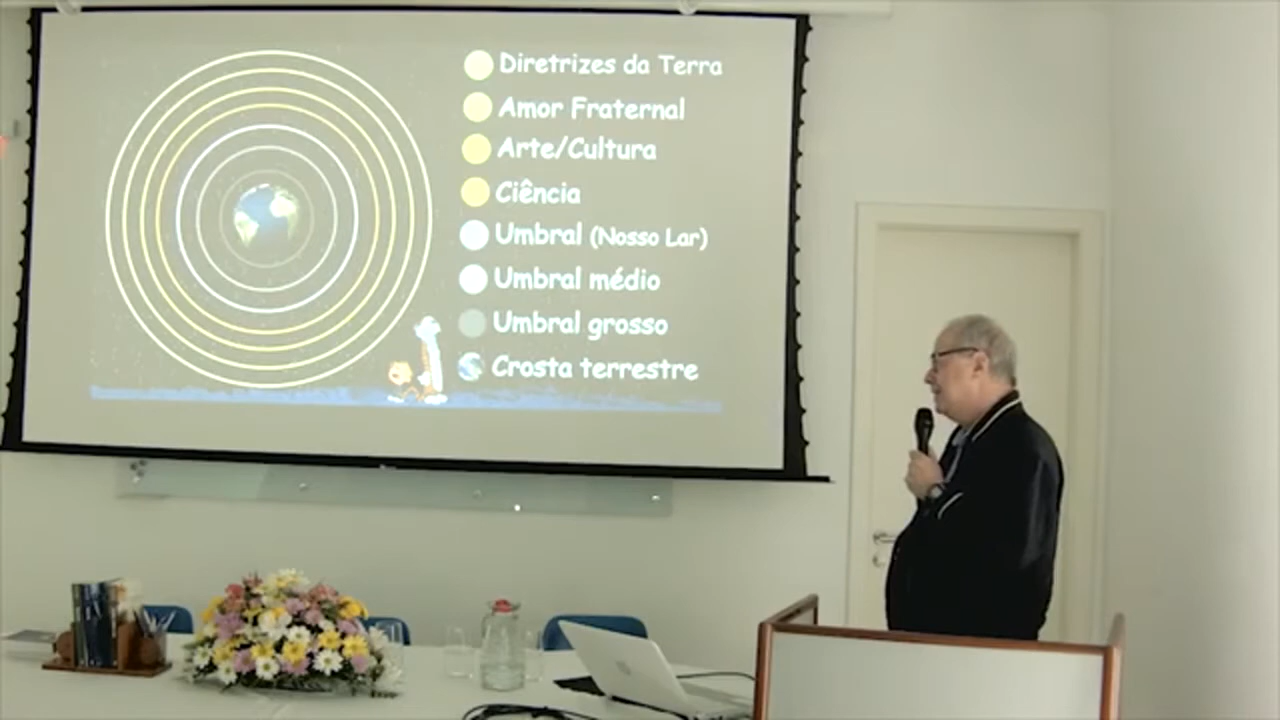 Diretrizes da Terra
Amor Fraternal
Arte/Cultura
Ciência
Umbral (Nosso Lar)
Umbral médio
Umbral grosso
Crosta terrestre